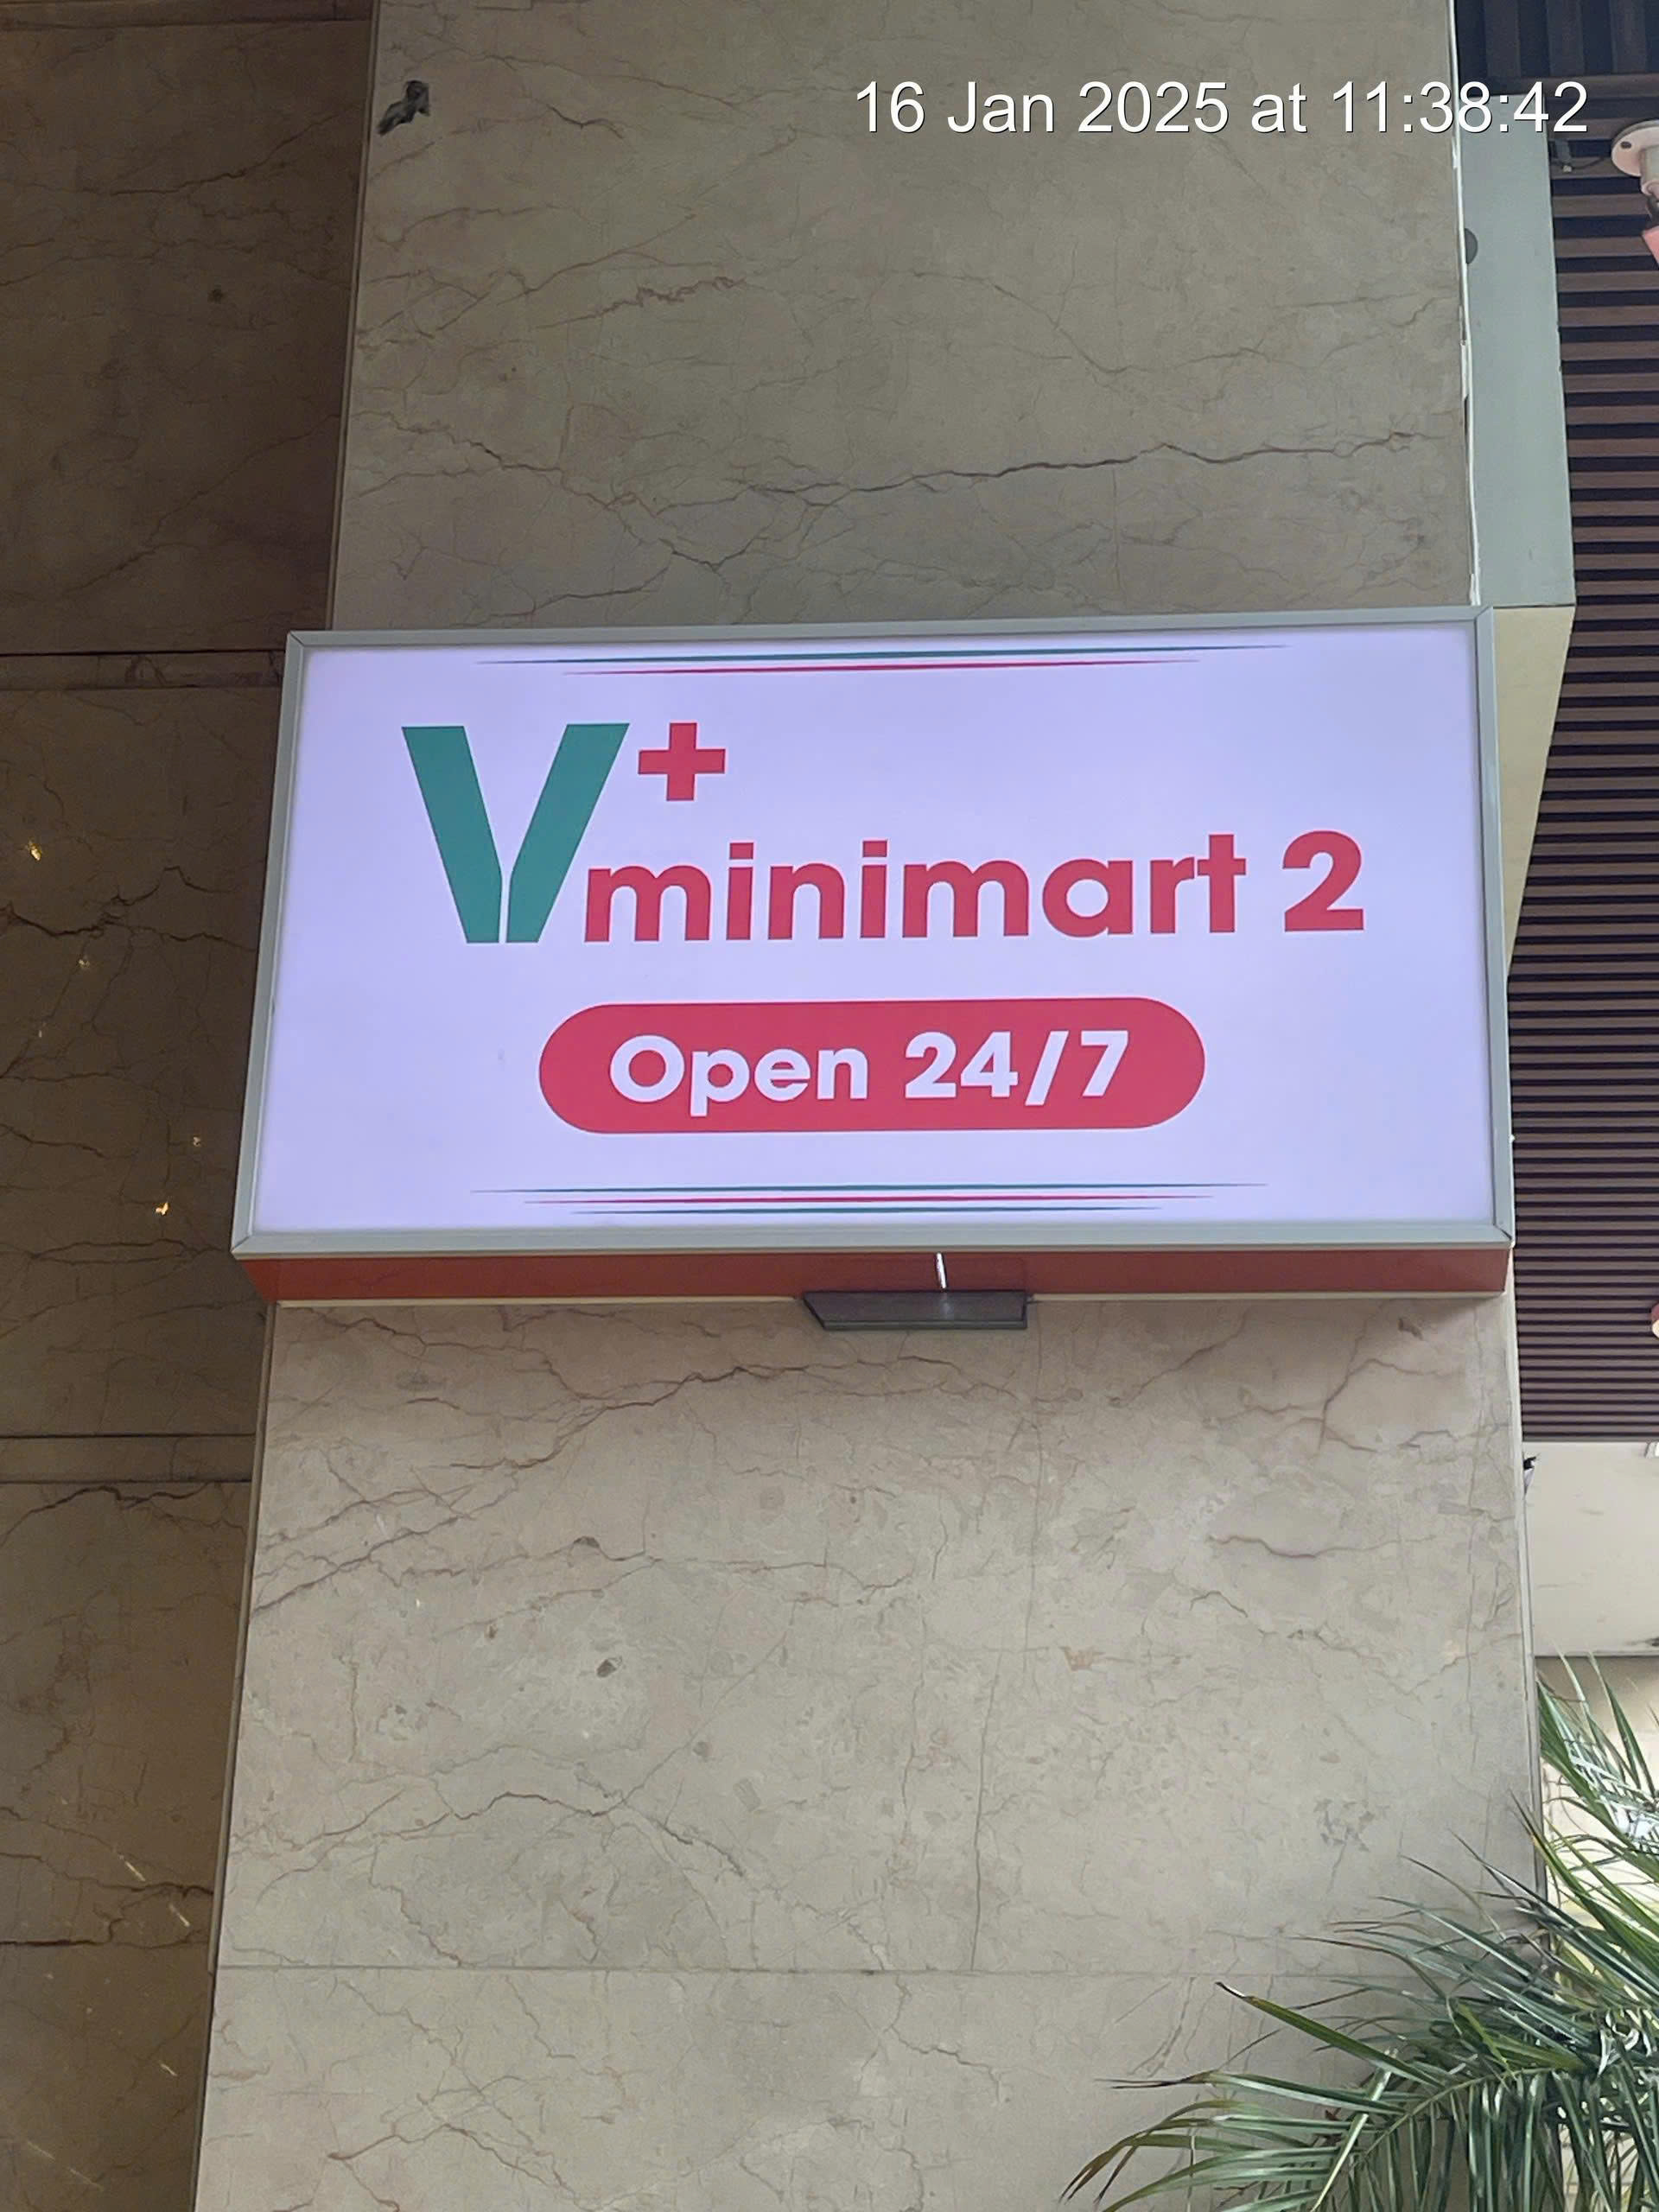 16 Jan 2025 at 11:38:42
V+ minimart 2
Open 24/7